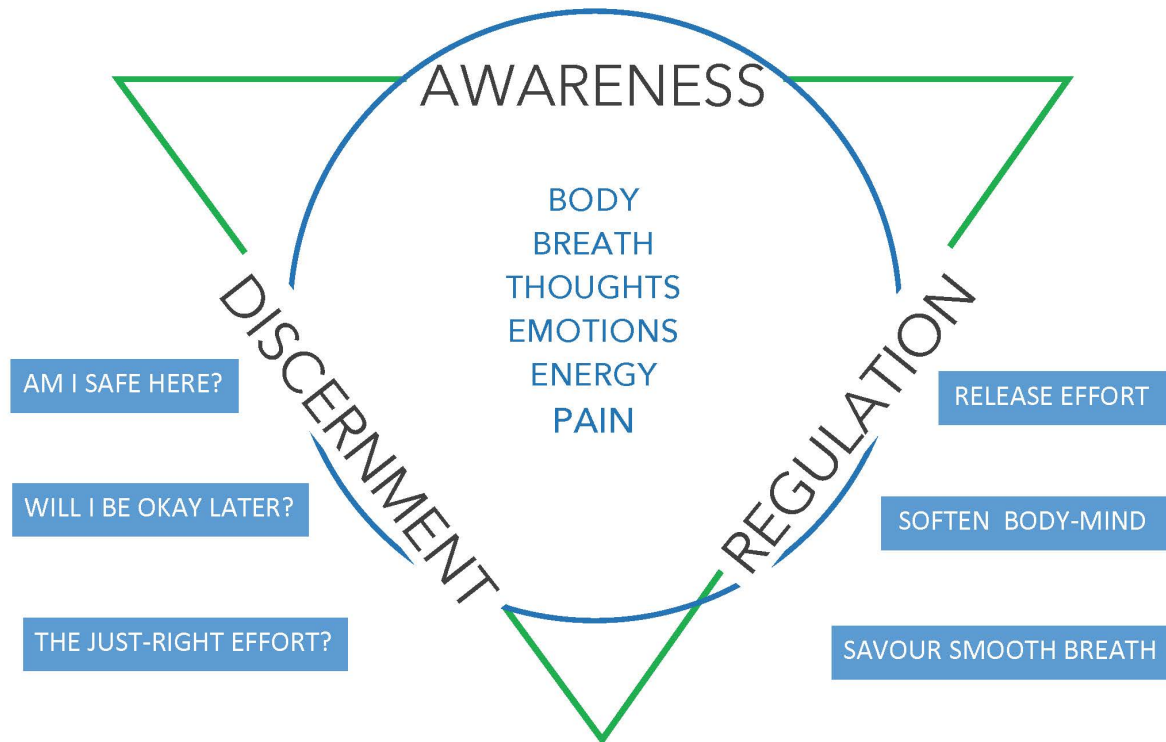 AWARENESS
BODY
BREATH
THOUGHTS
EMOTIONS
ENERGY
PAIN
DISCERNMENT
AM I SAFE HERE?
WILL I BE OKAY LATER?
THE JUST-RIGHT EFFORT?
REGULATION
RELEASE EFFORT
SOFTEN BODY-MIND
SAVOUR SMOOTH BREATH